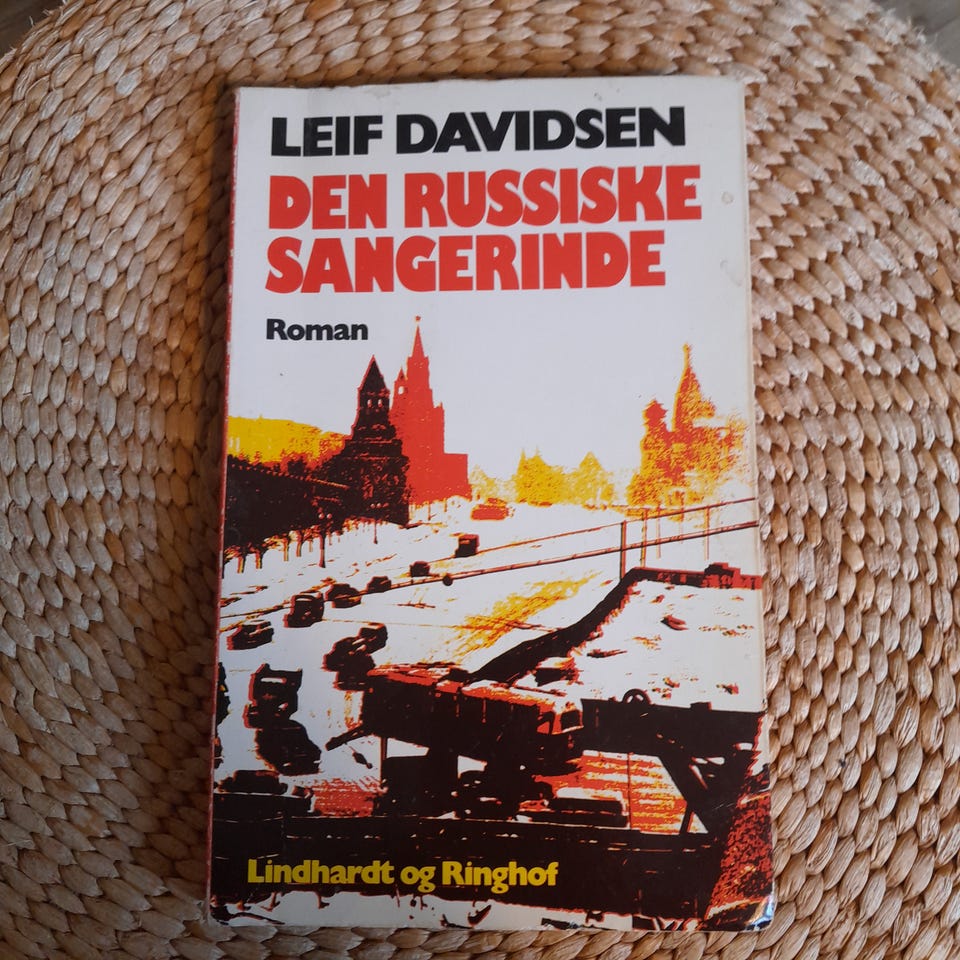 LEIF DAVIDSEN
DEN RUSSISKE
SANGERINDE
Roman
Lindhardt og Ringhof